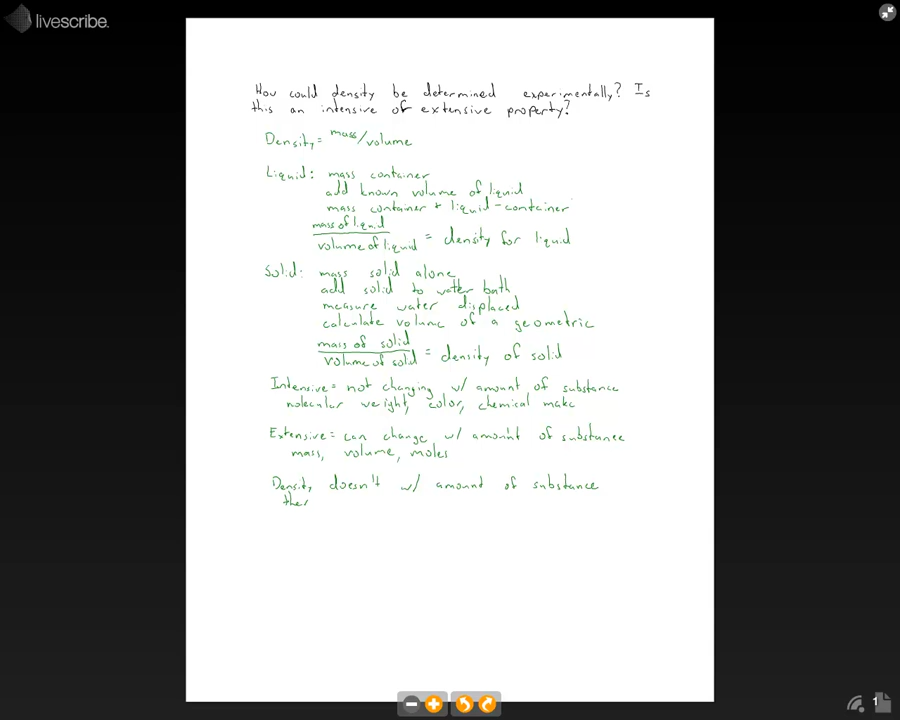 livescribe.
How could density be determined experimentally? Is
this an intensive of extensive property?
Density = mass/volume
Liquid: mass container
add known volume of liquid
mass container + liquid - container
mass of liquid
volume of liquid = density for liquid
Solid: mass solid alone
add solid to water bath
measure water displaced
calculate volume of a geometric
mass of solid
volume of solid = density of solid
Intensive = not changing w/ amount of substance
molecular weight, color, chemical make
Extensive = can change w/ amount of substance
mass, volume, moles
Density doesn't w/ amount of substance
ther
1